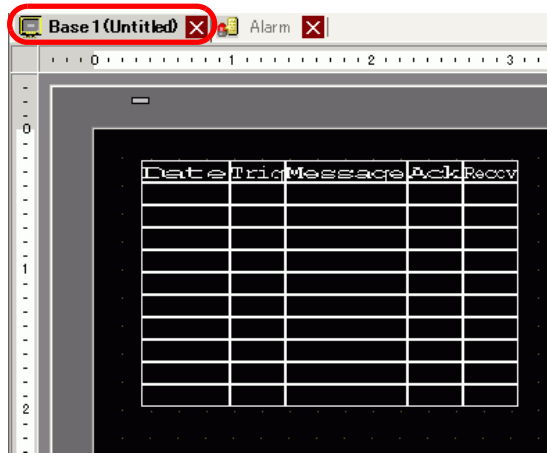 Base 1 (Untitled) Alarm
0 1 2 3
0
Date Trig Message Ack Recov
1
2